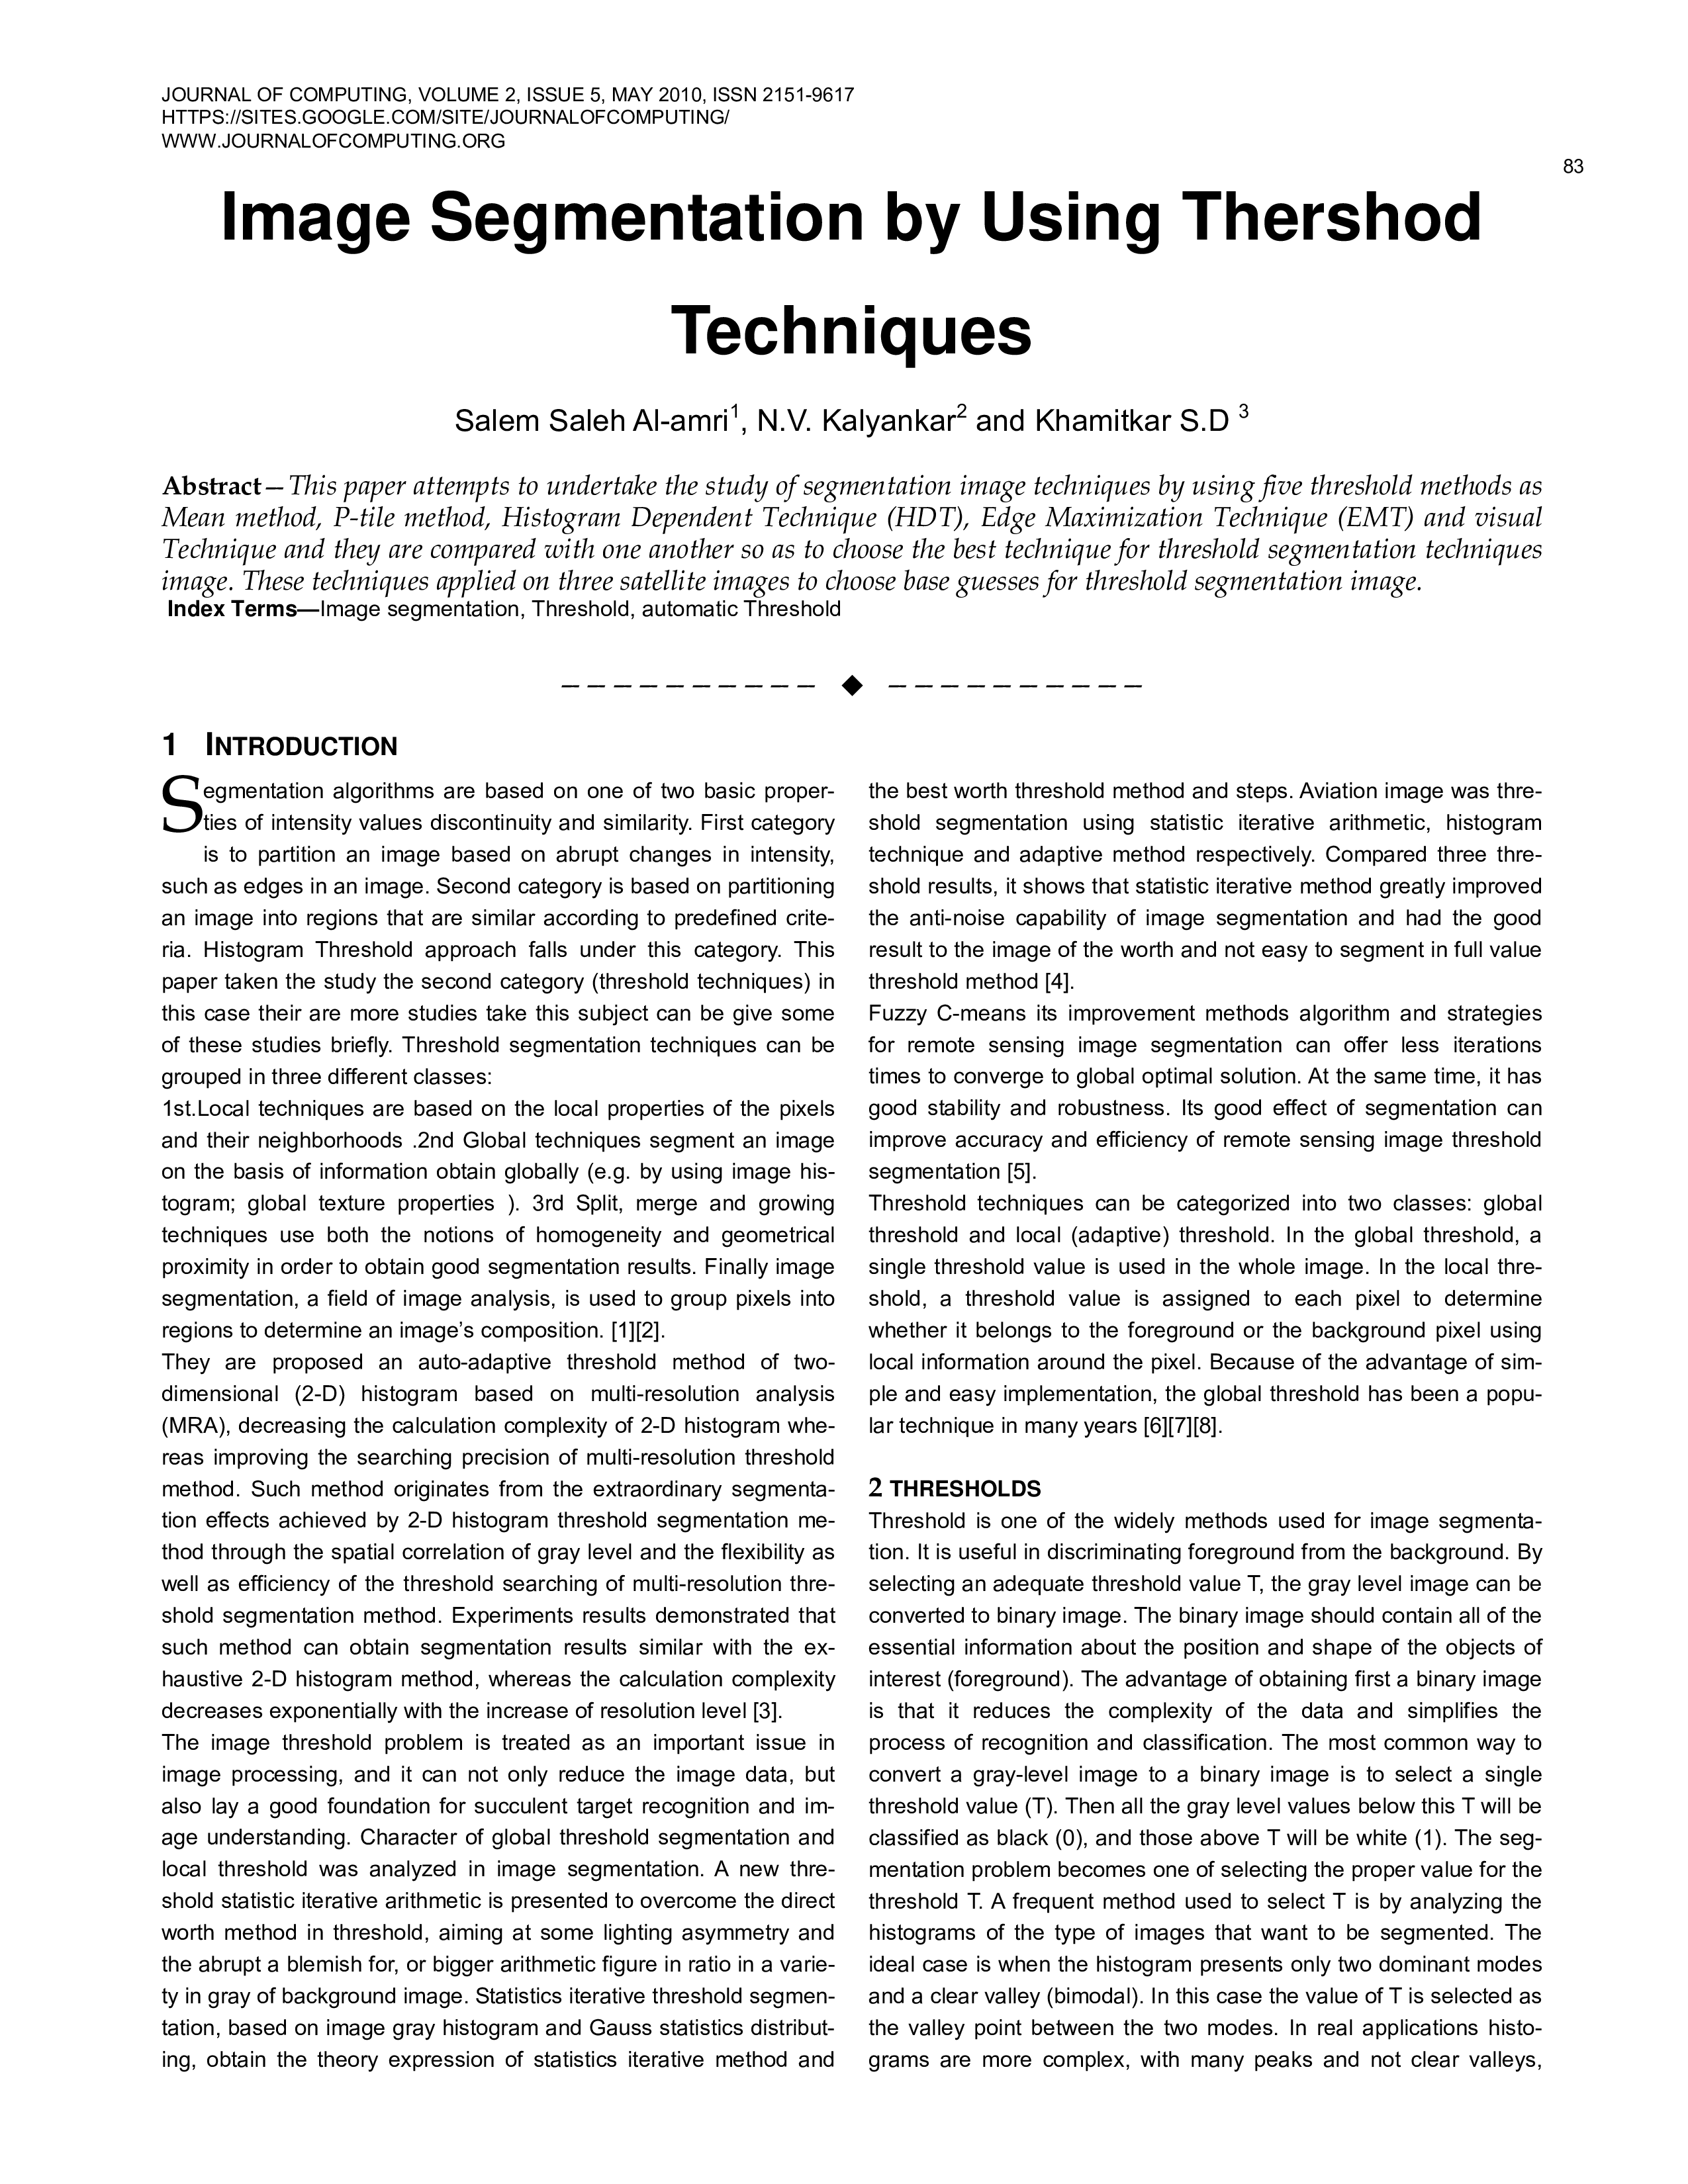 JOURNAL OF COMPUTING, VOLUME 2, ISSUE 5, MAY 2010, ISSN 2151-9617
HTTPS://SITES.GOOGLE.COM/SITE/JOURNALOFCOMPUTING/
WWW.JOURNALOFCOMPUTING.ORG
83
Image Segmentation by Using Thershod
Techniques
Salem Saleh Al-amri1, N.V. Kalyankar2 and Khamitkar S.D 3
Abstract—This paper attempts to undertake the study of segmentation image techniques by using five threshold methods as
Mean method, P-tile method, Histogram Dependent Technique (HDT), Edge Maximization Technique (EMT) and visual
Technique and they are compared with one another so as to choose the best technique for threshold segmentation techniques
image. These techniques applied on three satellite images to choose base guesses for threshold segmentation image.
Index Terms—Image segmentation, Threshold, automatic Threshold
— — — — — — — — — — ◆ — — — — — — — — — —
1 INTRODUCTION
Segmentation algorithms are based on one of two basic proper-
ties of intensity values discontinuity and similarity. First category
is to partition an image based on abrupt changes in intensity,
such as edges in an image. Second category is based on partitioning
an image into regions that are similar according to predefined crite-
ria. Histogram Threshold approach falls under this category. This
paper taken the study the second category (threshold techniques) in
this case their are more studies take this subject can be give some
of these studies briefly. Threshold segmentation techniques can be
grouped in three different classes:
1st.Local techniques are based on the local properties of the pixels
and their neighborhoods .2nd Global techniques segment an image
on the basis of information obtain globally (e.g. by using image his-
togram; global texture properties ). 3rd Split, merge and growing
techniques use both the notions of homogeneity and geometrical
proximity in order to obtain good segmentation results. Finally image
segmentation, a field of image analysis, is used to group pixels into
regions to determine an image's composition. [1][2].
They are proposed an auto-adaptive threshold method of two-
dimensional (2-D) histogram based on multi-resolution analysis
(MRA), decreasing the calculation complexity of 2-D histogram whe-
reas improving the searching precision of multi-resolution threshold
method. Such method originates from the extraordinary segmenta-
tion effects achieved by 2-D histogram threshold segmentation me-
thod through the spatial correlation of gray level and the flexibility as
well as efficiency of the threshold searching of multi-resolution thre-
shold segmentation method. Experiments results demonstrated that
such method can obtain segmentation results similar with the ex-
haustive 2-D histogram method, whereas the calculation complexity
decreases exponentially with the increase of resolution level [3].
The image threshold problem is treated as an important issue in
image processing, and it can not only reduce the image data, but
also lay a good foundation for succulent target recognition and im-
age understanding. Character of global threshold segmentation and
local threshold was analyzed in image segmentation. A new thre-
shold statistic iterative arithmetic is presented to overcome the direct
worth method in threshold, aiming at some lighting asymmetry and
the abrupt a blemish for, or bigger arithmetic figure in ratio in a varie-
ty in gray of background image. Statistics iterative threshold segmen-
tation, based on image gray histogram and Gauss statistics distribut-
ing, obtain the theory expression of statistics iterative method and
the best worth threshold method and steps. Aviation image was thre-
shold segmentation using statistic iterative arithmetic, histogram
technique and adaptive method respectively. Compared three thre-
shold results, it shows that statistic iterative method greatly improved
the anti-noise capability of image segmentation and had the good
result to the image of the worth and not easy to segment in full value
threshold method [4].
Fuzzy C-means its improvement methods algorithm and strategies
for remote sensing image segmentation can offer less iterations
times to converge to global optimal solution. At the same time, it has
good stability and robustness. Its good effect of segmentation can
improve accuracy and efficiency of remote sensing image threshold
segmentation [5].
Threshold techniques can be categorized into two classes: global
threshold and local (adaptive) threshold. In the global threshold, a
single threshold value is used in the whole image. In the local thre-
shold, a threshold value is assigned to each pixel to determine
whether it belongs to the foreground or the background pixel using
local information around the pixel. Because of the advantage of sim-
ple and easy implementation, the global threshold has been a popu-
lar technique in many years [6][7][8].
2 THRESHOLDS
Threshold is one of the widely methods used for image segmenta-
tion. It is useful in discriminating foreground from the background. By
selecting an adequate threshold value T, the gray level image can be
converted to binary image. The binary image should contain all of the
essential information about the position and shape of the objects of
interest (foreground). The advantage of obtaining first a binary image
is that it reduces the complexity of the data and simplifies the
process of recognition and classification. The most common way to
convert a gray-level image to a binary image is to select a single
threshold value (T). Then all the gray level values below this T will be
classified as black (0), and those above T will be white (1). The seg-
mentation problem becomes one of selecting the proper value for the
threshold T. A frequent method used to select T is by analyzing the
histograms of the type of images that want to be segmented. The
ideal case is when the histogram presents only two dominant modes
and a clear valley (bimodal). In this case the value of T is selected as
the valley point between the two modes. In real applications histo-
grams are more complex, with many peaks and not clear valleys,